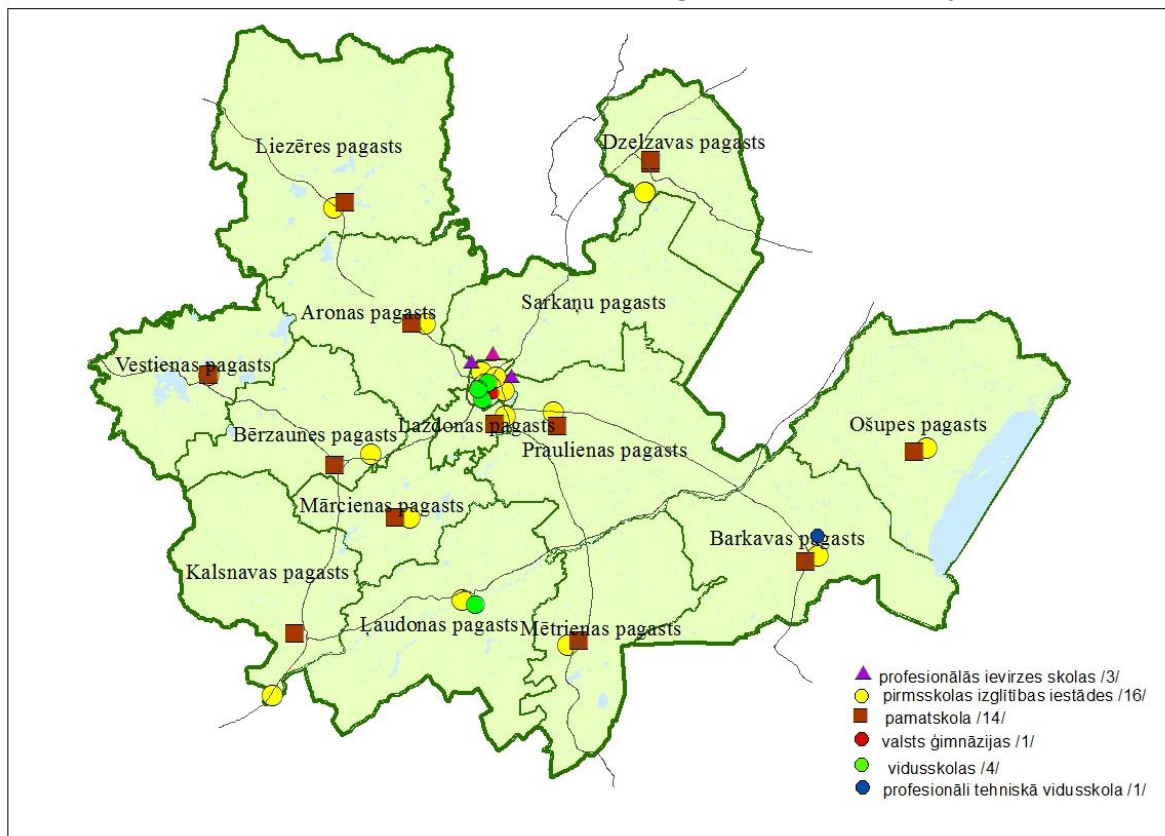 Liezēres pagasts
Dzelzavas pagasts
Sarkaņu pagasts
Aronas pagasts
Vestienas pagasts
Bērzaunes pagasts
Lazdonas pagasts
Praulienas pagasts
Ošupes pagasts
Mārcienas pagasts
Barkavas pagasts
Kalsnavas pagasts
Ļaudonas pagasts
Mētrienas pagasts
profesionālās ievirzes skolas /3/
pirmsskolas izglītības iestādes /16/
pamatskola /14/
valsts ģimnāzijas /1/
vidusskolas /4/
profesionāli tehniskā vidusskola /1/